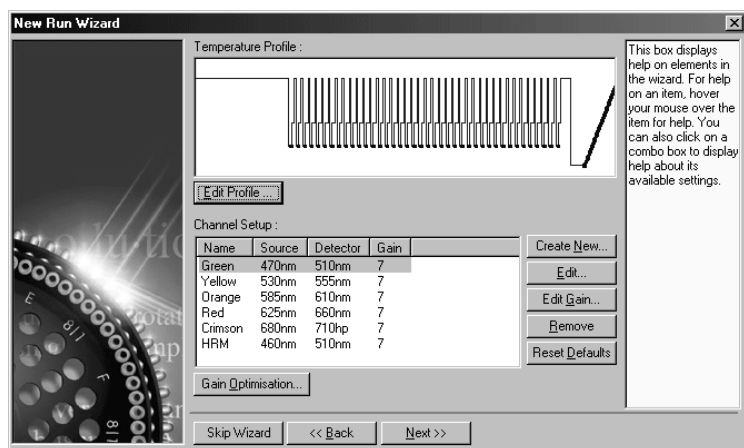 New Run Wizard
Temperature Profile :
Edit Profile ...
Channel Setup :
Name Source Detector Gain
Green 470nm 510nm 7
Yellow 530nm 555nm 7
Orange 585nm 610nm 7
Red 625nm 660nm 7
Crimson 680nm 710hp 7
HRM 460nm 510nm 7
Create New...
Edit...
Edit Gain...
Remove
Reset Defaults
Gain Optimisation...
Skip Wizard
<< Back
Next >>
This box displays
help on elements in
the wizard. For help
on an item, hover
your mouse over the
item for help. You
can also click on a
combo box to display
help about its
available settings.
E
8/1
F
8/1